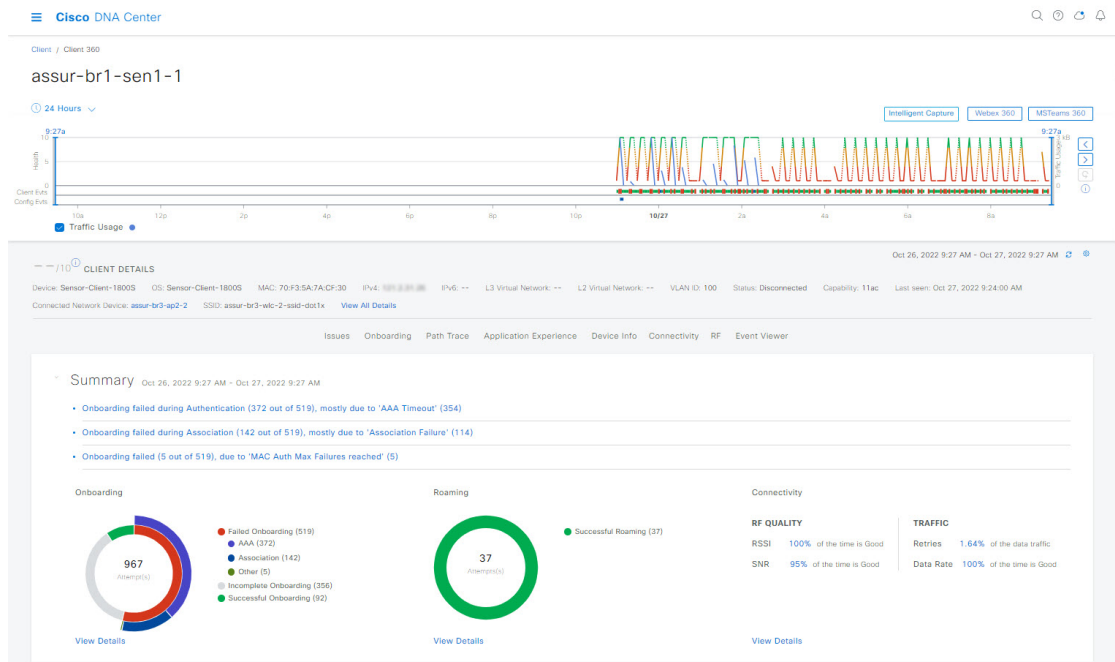 Cisco DNA Center
Client / Client 360
assur-br1-sen1-1
24 Hours
Intelligent Capture Webex 360 MSTeams 360
9:27a 9:27a
10 kB
5
0 0
Health
Traffic Usage
Client Evts
Config Evts
10a 12p 2p 4p 6p 8p 10p 10/27 2a 4a 6a 8a
Traffic Usage
Oct 26, 2022 9:27 AM - Oct 27, 2022 9:27 AM
--/10 CLIENT DETAILS
Device: Sensor-Client-1800S OS: Sensor-Client-1800S MAC: 70:F3:5A:7A:CF:30 IPv4: IPv6: -- L3 Virtual Network: -- L2 Virtual Network: -- VLAN ID: 100 Status: Disconnected Capability: 11ac Last seen: Oct 27, 2022 9:24:00 AM
Connected Network Device: assur-br3-ap2-2 SSID: assur-br3-wlc-2-ssid-dot1x View All Details
Issues Onboarding Path Trace Application Experience Device Info Connectivity RF Event Viewer
Summary Oct 26, 2022 9:27 AM - Oct 27, 2022 9:27 AM
• Onboarding failed during Authentication (372 out of 519), mostly due to 'AAA Timeout' (354)
• Onboarding failed during Association (142 out of 519), mostly due to 'Association Failure' (114)
• Onboarding failed (5 out of 519), due to 'MAC Auth Max Failures reached' (5)
Onboarding
967
Attempt(s)
Failed Onboarding (519)
AAA (372)
Association (142)
Other (5)
Incomplete Onboarding (356)
Successful Onboarding (92)
View Details
Roaming
37
Attempt(s)
Successful Roaming (37)
View Details
Connectivity
RF QUALITY
RSSI 100% of the time is Good
SNR 95% of the time is Good
TRAFFIC
Retries 1.64% of the data traffic
Data Rate 100% of the time is Good
View Details